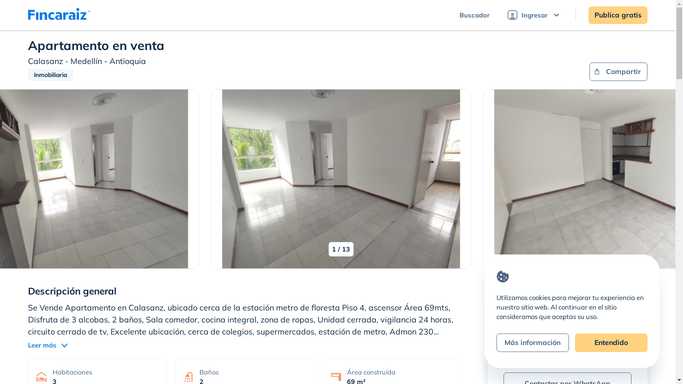 Fincaraiz
Buscador
Ingresar
Publica gratis
Apartamento en venta
Calasanz - Medellín - Antioquia
Inmobiliaria
Compartir
1 / 13
Descripción general
Se Vende Apartamento en Calasanz, ubicado cerca de la estación metro de floresta Piso 4, ascensor Área 69mts,
Disfruta de 3 alcobas, 2 baños, Sala comedor, cocina integral, zona de ropas, Unidad cerrada, vigilancia 24 horas,
circuito cerrado de tv, Excelente ubicación, cerca de colegios, supermercados, estación de metro, Admon 230...
Leer más
Habitaciones
3
Baños
2
Área construida
69 m²
Utilizamos cookies para mejorar tu experiencia en
nuestro sitio web. Al continuar en el sitio
consideramos que aceptas su uso.
Más información
Entendido
Contactar por WhatsApp